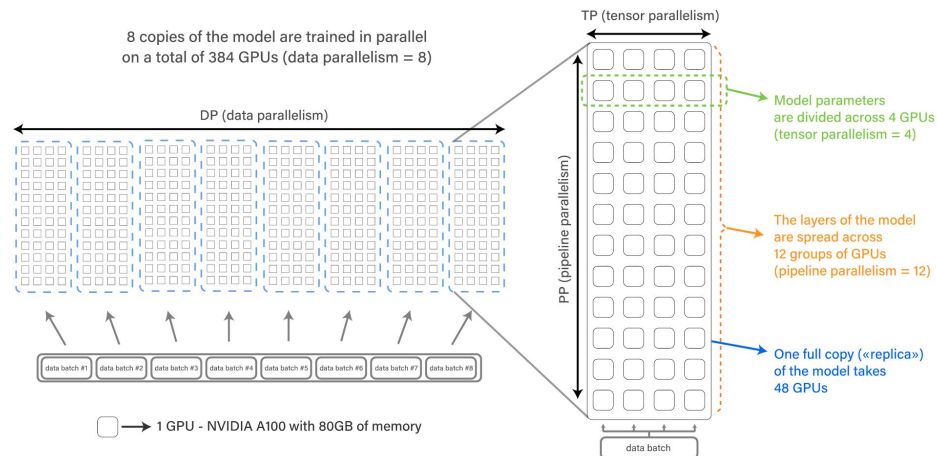 8 copies of the model are trained in parallel
on a total of 384 GPUs (data parallelism = 8)
DP (data parallelism)
data batch #1
data batch #2
data batch #3
data batch #4
data batch #5
data batch #6
data batch #7
data batch #8
1 GPU - NVIDIA A100 with 80GB of memory
TP (tensor parallelism)
PP (pipeline parallelism)
Model parameters
are divided across 4 GPUs
(tensor parallelism = 4)
The layers of the model
are spread across
12 groups of GPUs
(pipeline parallelism = 12)
One full copy («replica»)
of the model takes
48 GPUs
data batch